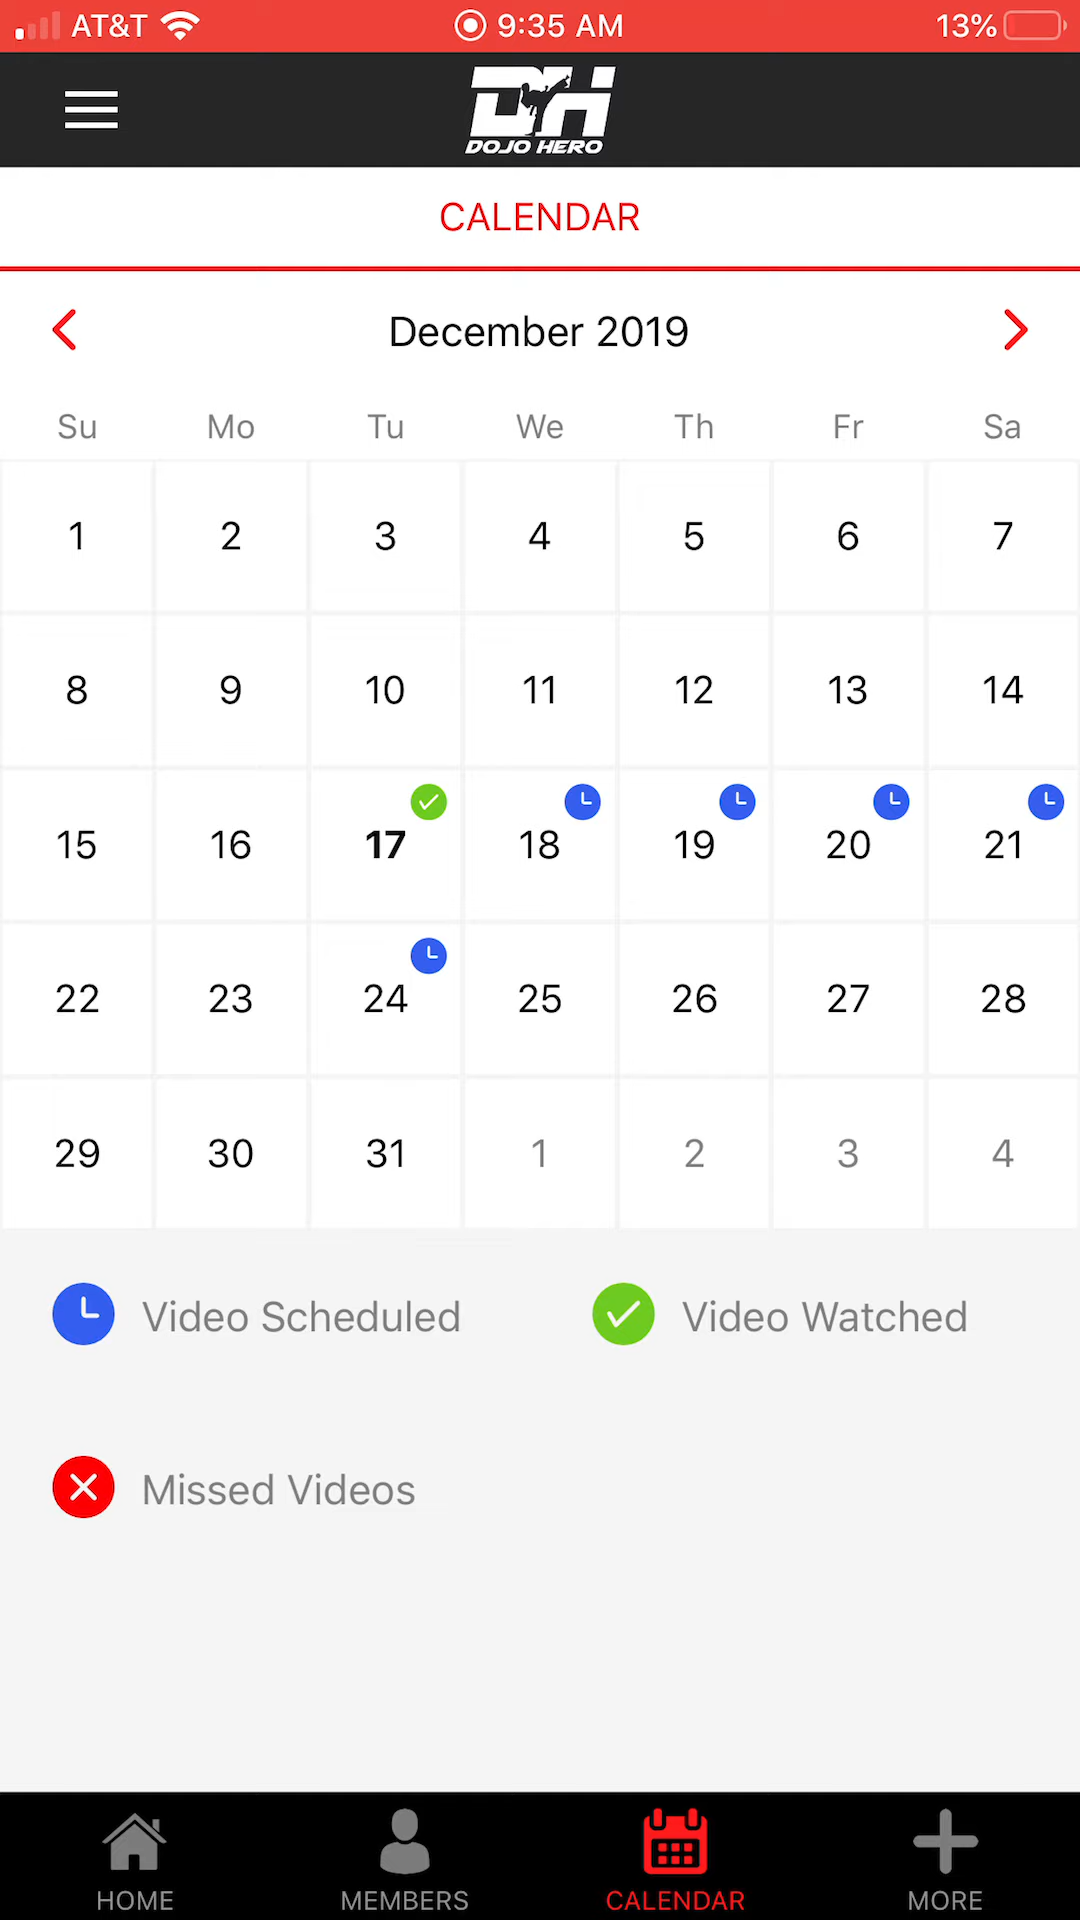 AT&T 9:35 AM 13%
DH
DOJO HERO
CALENDAR
December 2019
Su Mo Tu We Th Fr Sa
1 2 3 4 5 6 7
8 9 10 11 12 13 14
15 16 17 18 19 20 21
22 23 24 25 26 27 28
29 30 31 1 2 3 4
Video Scheduled Video Watched
Missed Videos
HOME MEMBERS CALENDAR MORE